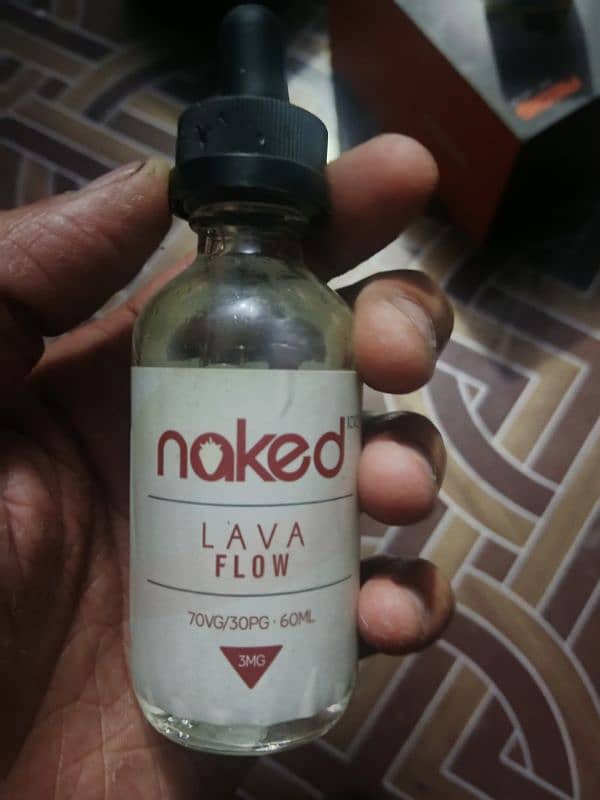 naked
LAVA
FLOW
70VG/30PG · 60ML
3MG